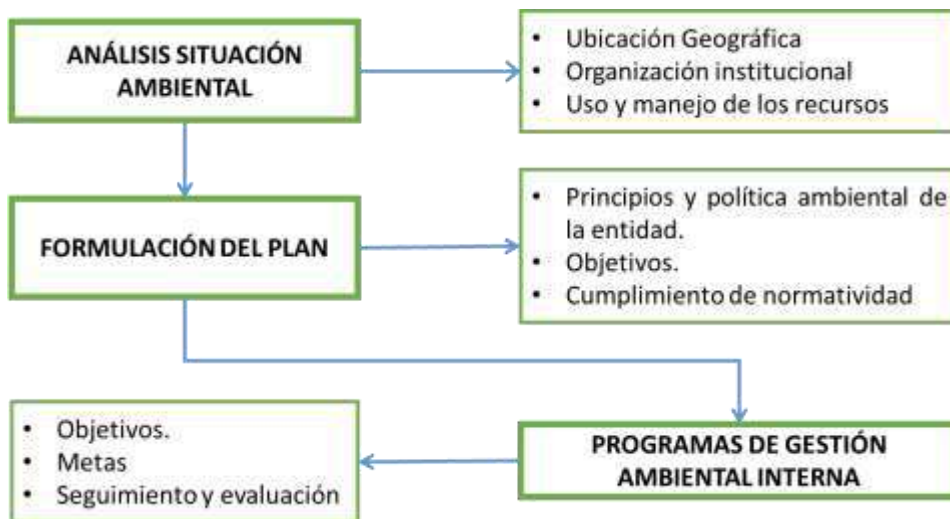 ANÁLISIS SITUACIÓN
AMBIENTAL
• Ubicación Geográfica
• Organización institucional
• Uso y manejo de los recursos
FORMULACIÓN DEL PLAN
• Principios y política ambiental de
la entidad.
• Objetivos.
• Cumplimiento de normatividad
PROGRAMAS DE GESTIÓN
AMBIENTAL INTERNA
• Objetivos.
• Metas
• Seguimiento y evaluación